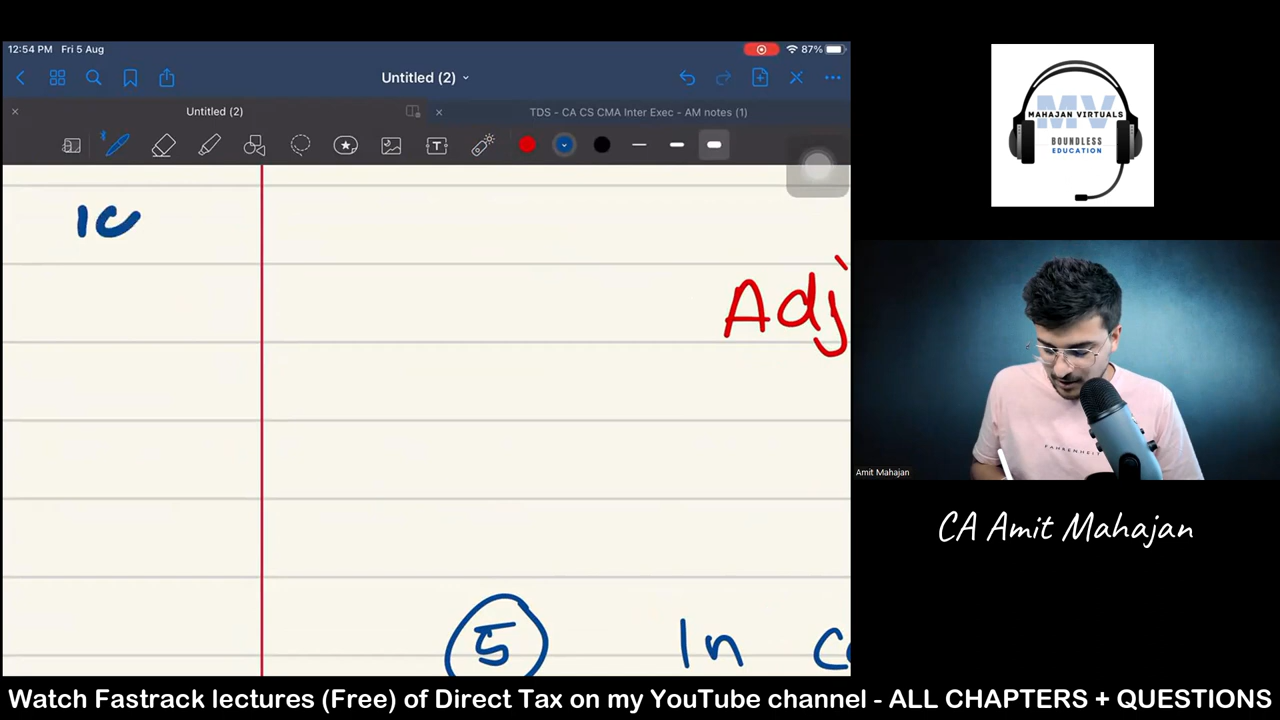 12:54 PM Fri 5 Aug
87%
Untitled (2)
Untitled (2)
TDS - CA CS CMA Inter Exec - AM notes (1)
T
Adj
5 In
MV
MAHAJAN VIRTUALS
BOUNDLESS
EDUCATION
FAHRENHEIT
Amit Mahajan
CA Amit Mahajan
Watch Fastrack lectures (Free) of Direct Tax on my YouTube channel - ALL CHAPTERS + QUESTIONS